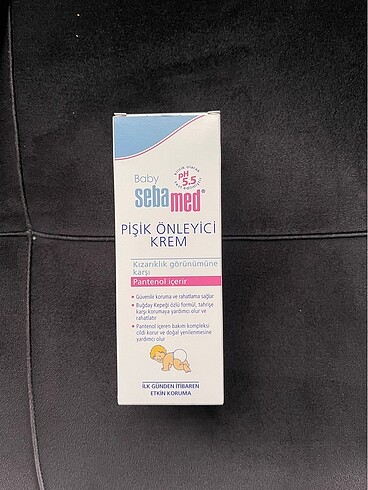 Baby
sebamed®
pH
5.5
PİŞİK ÖNLEYİCİ
KREM
Kızarıklık görünümüne
karşı
Pantenol içerir
• Güvenilir koruma ve rahatlama sağlar
• Buğday Kepeği özlü formül, tahrişe
karşı korumaya yardımcı olur ve
rahatlatır
• Pantenol içeren bakım kompleksi
cildi korur ve doğal yenilenmesine
yardımcı olur
İLK GÜNDEN İTİBAREN
ETKİN KORUMA